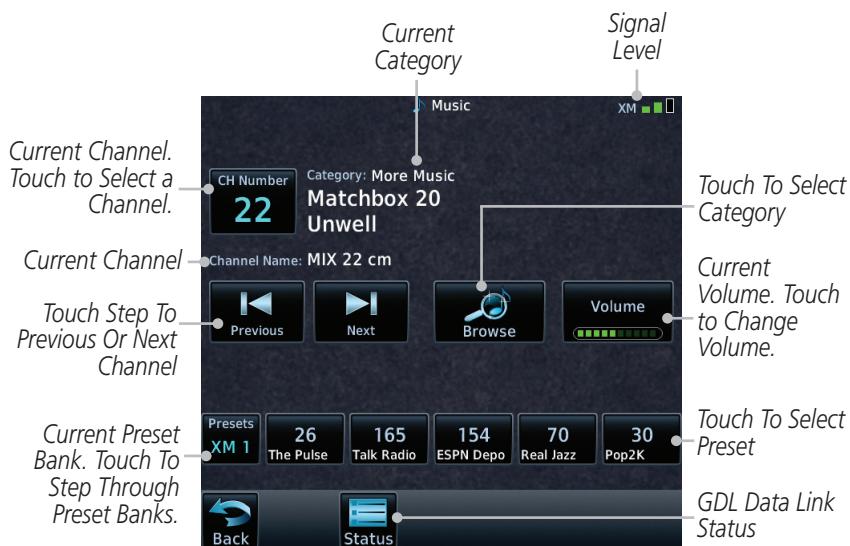 Current
Category
Signal
Level
Music
XM
Current Channel.
Touch to Select a
Channel.
CH Number
22
Category: More Music
Matchbox 20
Unwell
Touch To Select
Category
Current Channel
Channel Name: MIX 22 cm
Current
Volume. Touch
to Change
Volume.
Touch Step To
Previous Or Next
Channel
Previous
Next
Browse
Volume
Current Preset
Bank. Touch To
Step Through
Preset Banks.
Presets
XM 1
26
The Pulse
165
Talk Radio
154
ESPN Depo
70
Real Jazz
30
Pop2K
Touch To Select
Preset
Back
Status
GDL Data Link
Status